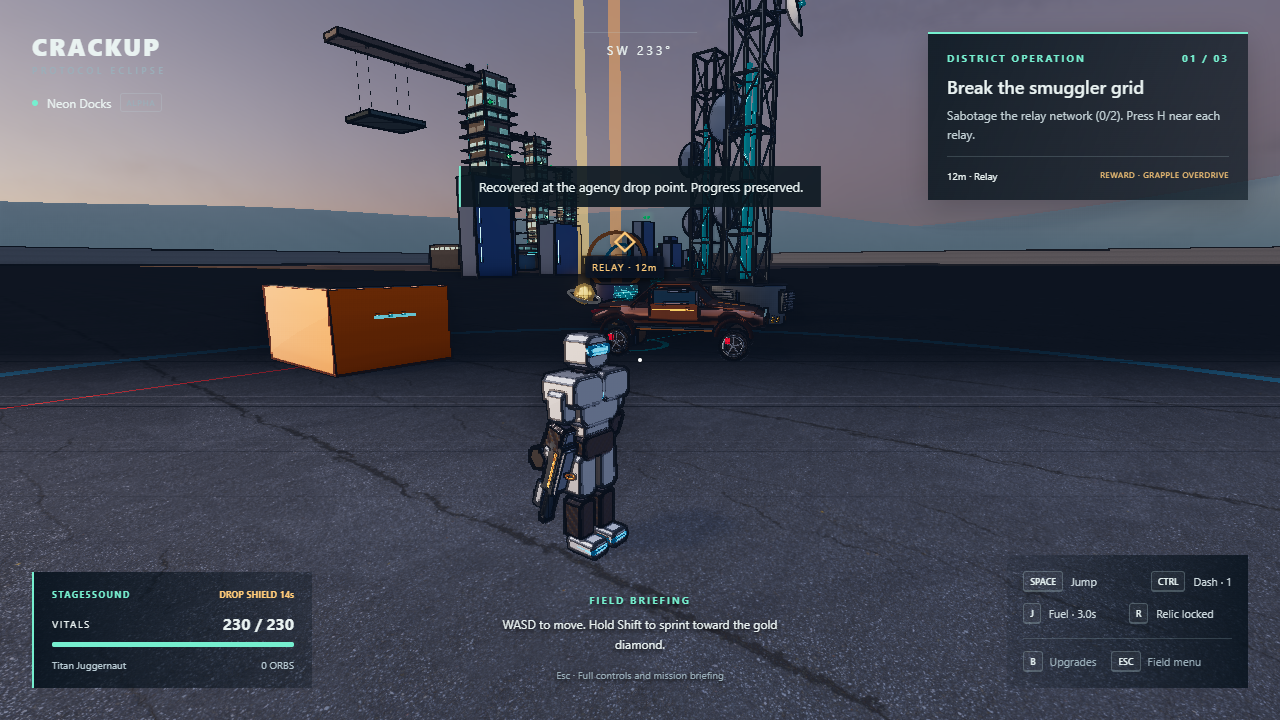 CRACKUP
SW 233°
Neon Docks
DISTRICT OPERATION 01 / 03
Break the smuggler grid
Sabotage the relay network (0/2). Press H near each
relay.
12m · Relay REWARD · GRAPPLE OVERDRIVE
Recovered at the agency drop point. Progress preserved.
RELAY · 12m
STAGE5SOUND DROP SHIELD 14s
VITALS 230 / 230
Titan Juggernaut 0 ORBS
FIELD BRIEFING
WASD to move. Hold Shift to sprint toward the gold
diamond.
Esc · Full controls and mission briefing
SPACE Jump CTRL Dash · 1
J Fuel · 3.0s R Relic locked
B Upgrades ESC Field menu